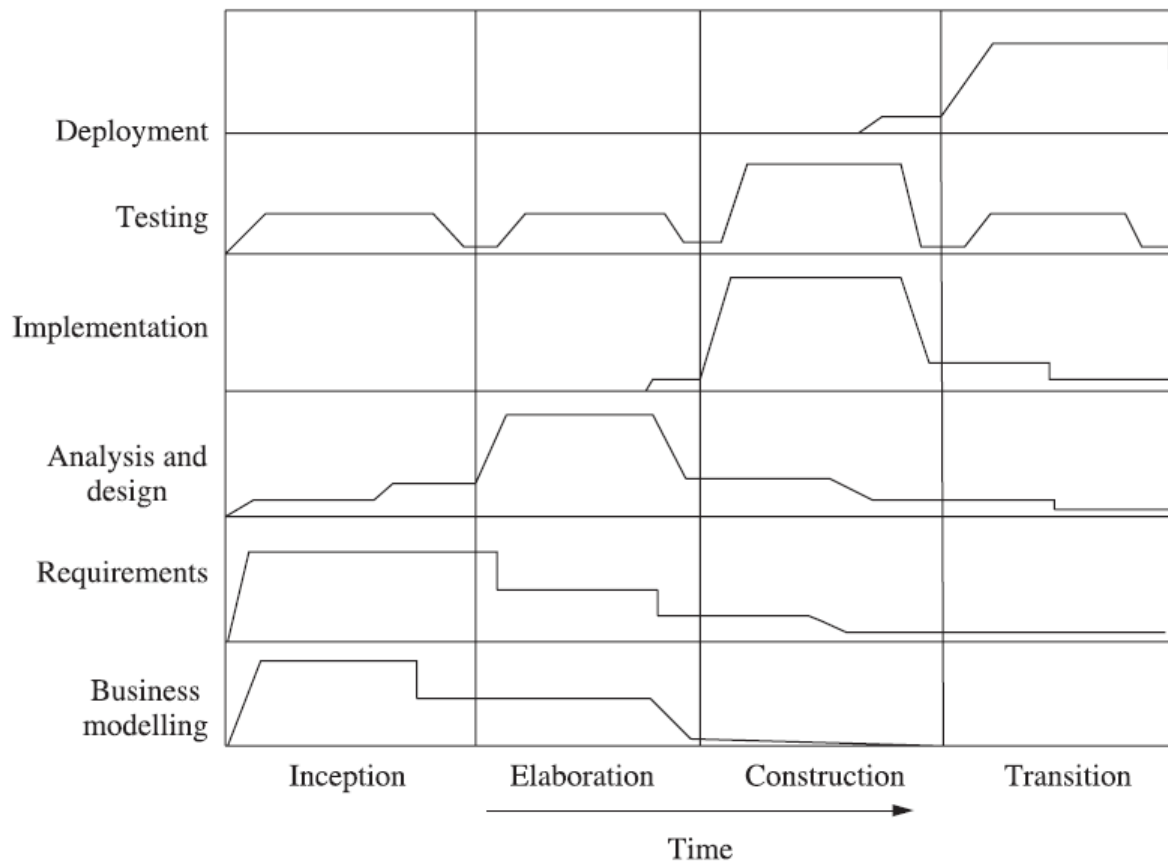 Deployment
Testing
Implementation
Analysis and
design
Requirements
Business
modelling
Inception
Elaboration
Construction
Transition
Time